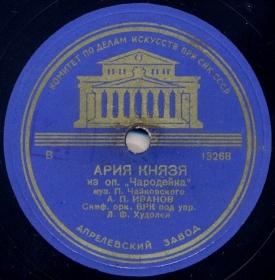 КОМИТЕТ ПО ДЕЛАМ ИСКУССТВ ПРИ СНК СССР
В 13268
АРИЯ КНЯЗЯ
из оп. „Чародейка"
муз. П. Чайковского
А. П. ИВАНОВ
Симф. орк. ВРК под упр.
Л. Ф. Худолея
АПРЕЛЕВСКИЙ ЗАВОД